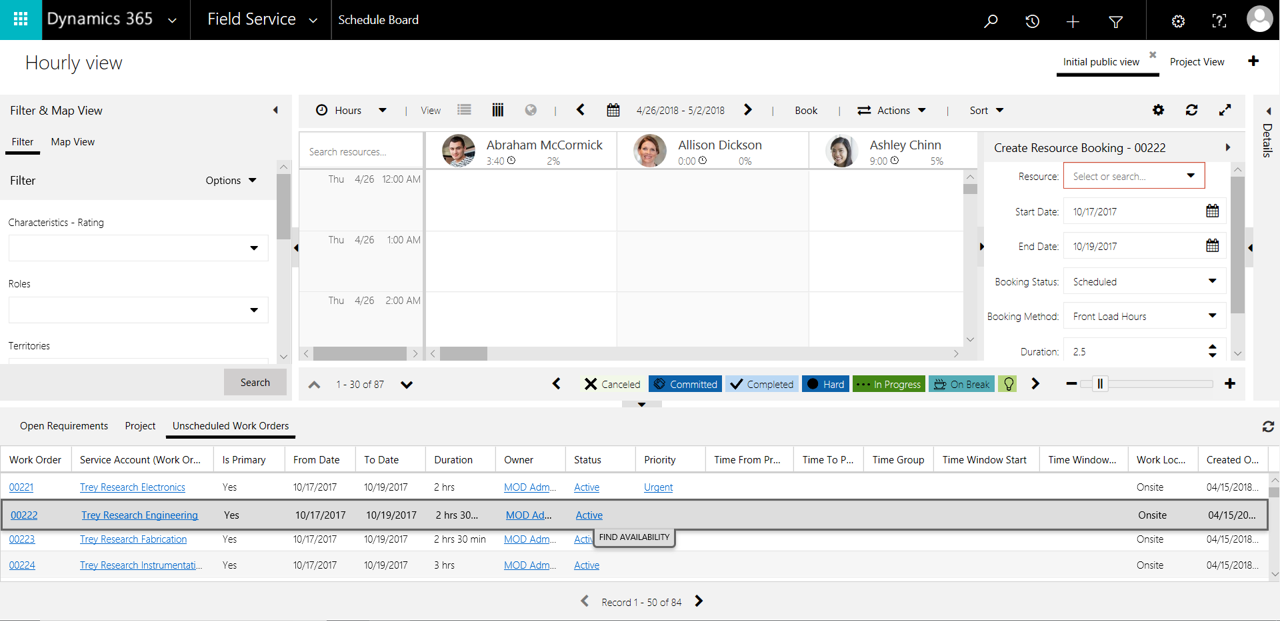 Dynamics 365 Field Service Schedule Board
Hourly view
Initial public view Project View
Filter & Map View
Filter Map View
Filter Options
Characteristics - Rating
Roles
Territories
Search
Hours View 4/26/2018 - 5/2/2018 Book Actions Sort
Search resources...
Abraham McCormick
3:40 2%
Allison Dickson
0:00 0%
Ashley Chinn
9:00 5%
Thu 4/26 12:00 AM
Thu 4/26 1:00 AM
Thu 4/26 2:00 AM
Create Resource Booking - 00222
Resource: Select or search...
Start Date: 10/17/2017
End Date: 10/19/2017
Booking Status: Scheduled
Booking Method: Front Load Hours
Duration: 2.5
Details
1 - 30 of 87 Canceled Committed Completed Hard In Progress On Break
Open Requirements Project Unscheduled Work Orders
Work Order Service Account (Work Or... Is Primary From Date To Date Duration Owner Status Priority Time From Pr... Time To P... Time Group Time Window Start Time Window... Work Loc... Created O...
00221 Trey Research Electronics Yes 10/17/2017 10/19/2017 2 hrs MOD Adm... Active Urgent Onsite 04/15/2018...
00222 Trey Research Engineering Yes 10/17/2017 10/19/2017 2 hrs 30... MOD Ad... Active Onsite 04/15/20...
00223 Trey Research Fabrication Yes 10/17/2017 10/19/2017 2 hrs 30 min MOD Adm... Onsite 04/15/2018...
FIND AVAILABILITY
00224 Trey Research Instrumentati... Yes 10/17/2017 10/19/2017 3 hrs MOD Adm... Active Onsite 04/15/2018...
Record 1 - 50 of 84